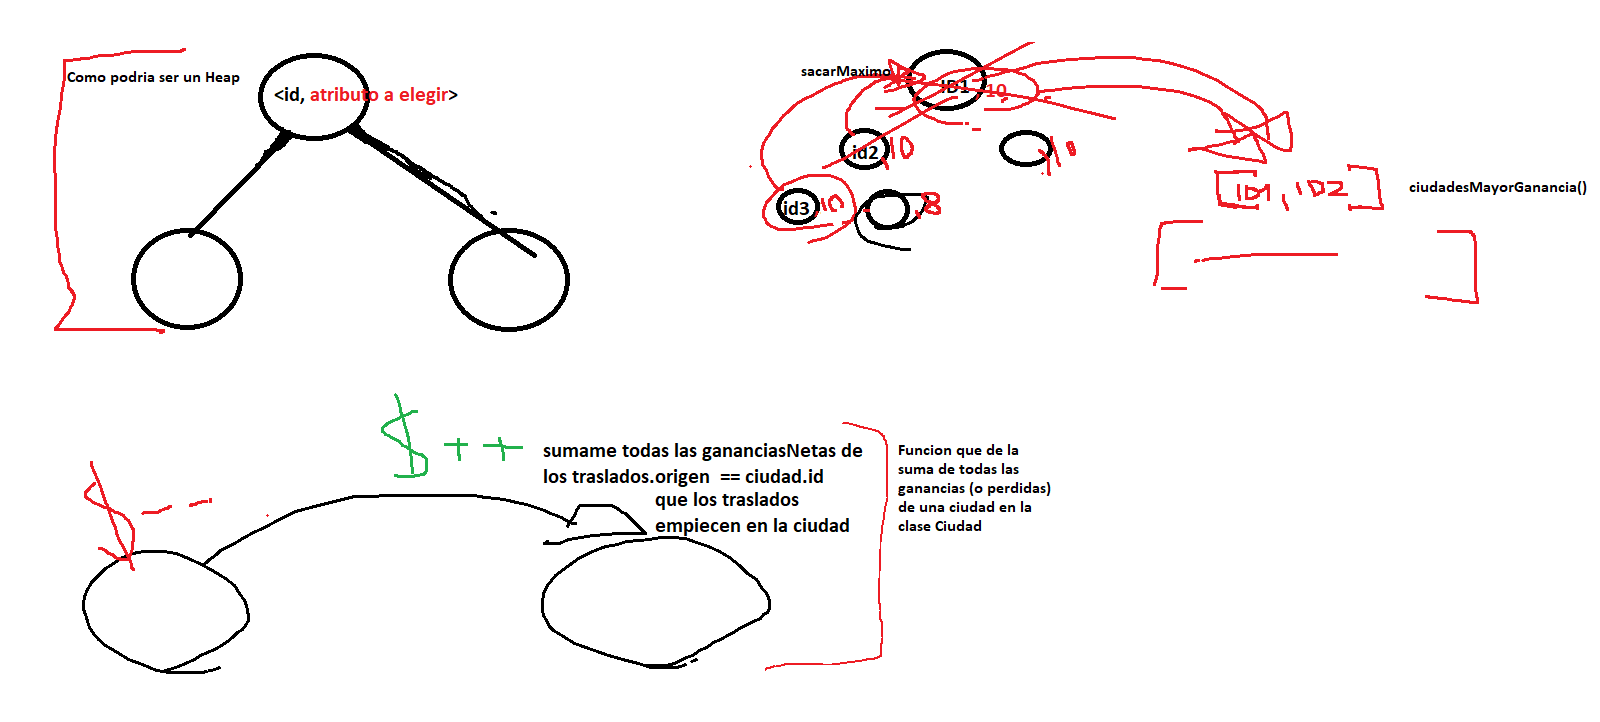 Como podria ser un Heap
<id, atributo a elegir>
sacarMaximo
ID1, 10
id2, 10
, 10
id3, 10
, 8
[ID1, ID2]
ciudadesMayorGanancia()
$ + +
$ - -
sumame todas las gananciasNetas de
los traslados.origen == ciudad.id
que los traslados
empiecen en la ciudad
Funcion que de la
suma de todas las
ganancias (o perdidas)
de una ciudad en la
clase Ciudad